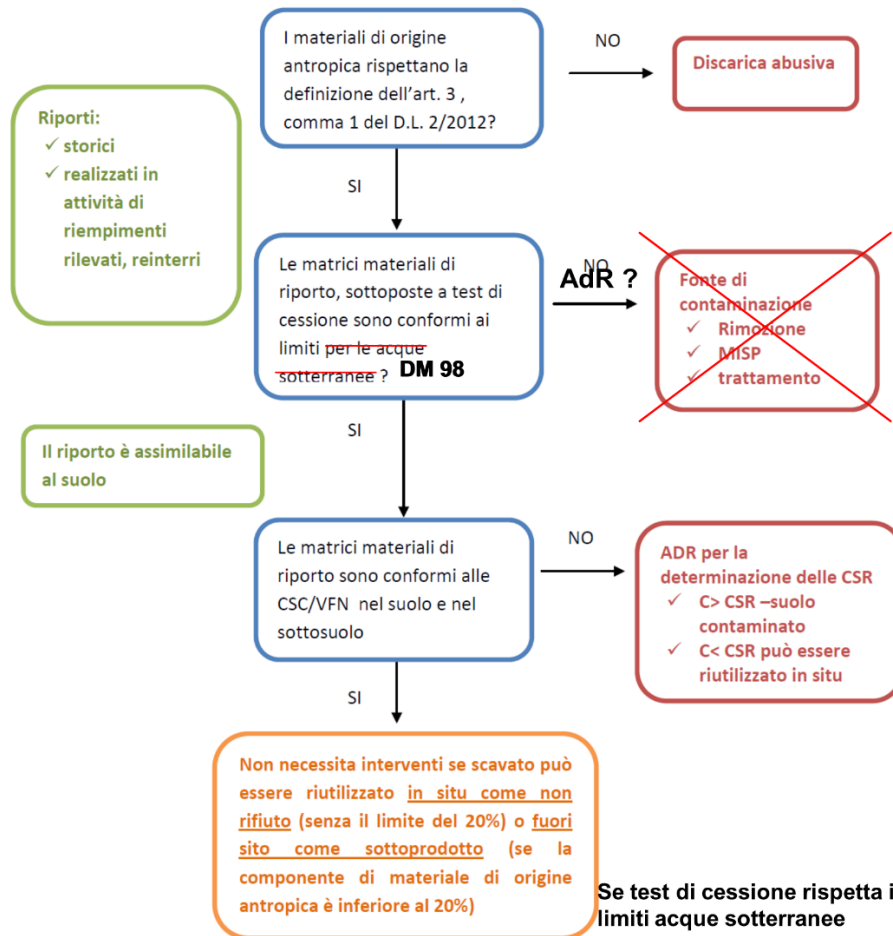 I materiali di origine
antropica rispettano la
definizione dell'art. 3 ,
comma 1 del D.L. 2/2012?
NO
Discarica abusiva
Riporti:
✓ storici
✓ realizzati in
attività di
riempimenti
rilevati, reinterri
SI
Le matrici materiali di
riporto, sottoposte a test di
cessione sono conformi ai
limiti per le acque
sotterranee ? DM 98
NO
AdR ?
Fonte di
contaminazione
✓ Rimozione
✓ MISP
✓ trattamento
SI
Il riporto è assimilabile
al suolo
Le matrici materiali di
riporto sono conformi alle
CSC/VFN nel suolo e nel
sottosuolo
NO
ADR per la
determinazione delle CSR
✓ C> CSR –suolo
contaminato
✓ C< CSR può essere
riutilizzato in situ
SI
Non necessita interventi se scavato può
essere riutilizzato in situ come non
rifiuto (senza il limite del 20%) o fuori
sito come sottoprodotto (se la
componente di materiale di origine
antropica è inferiore al 20%)
Se test di cessione rispetta i
limiti acque sotterranee